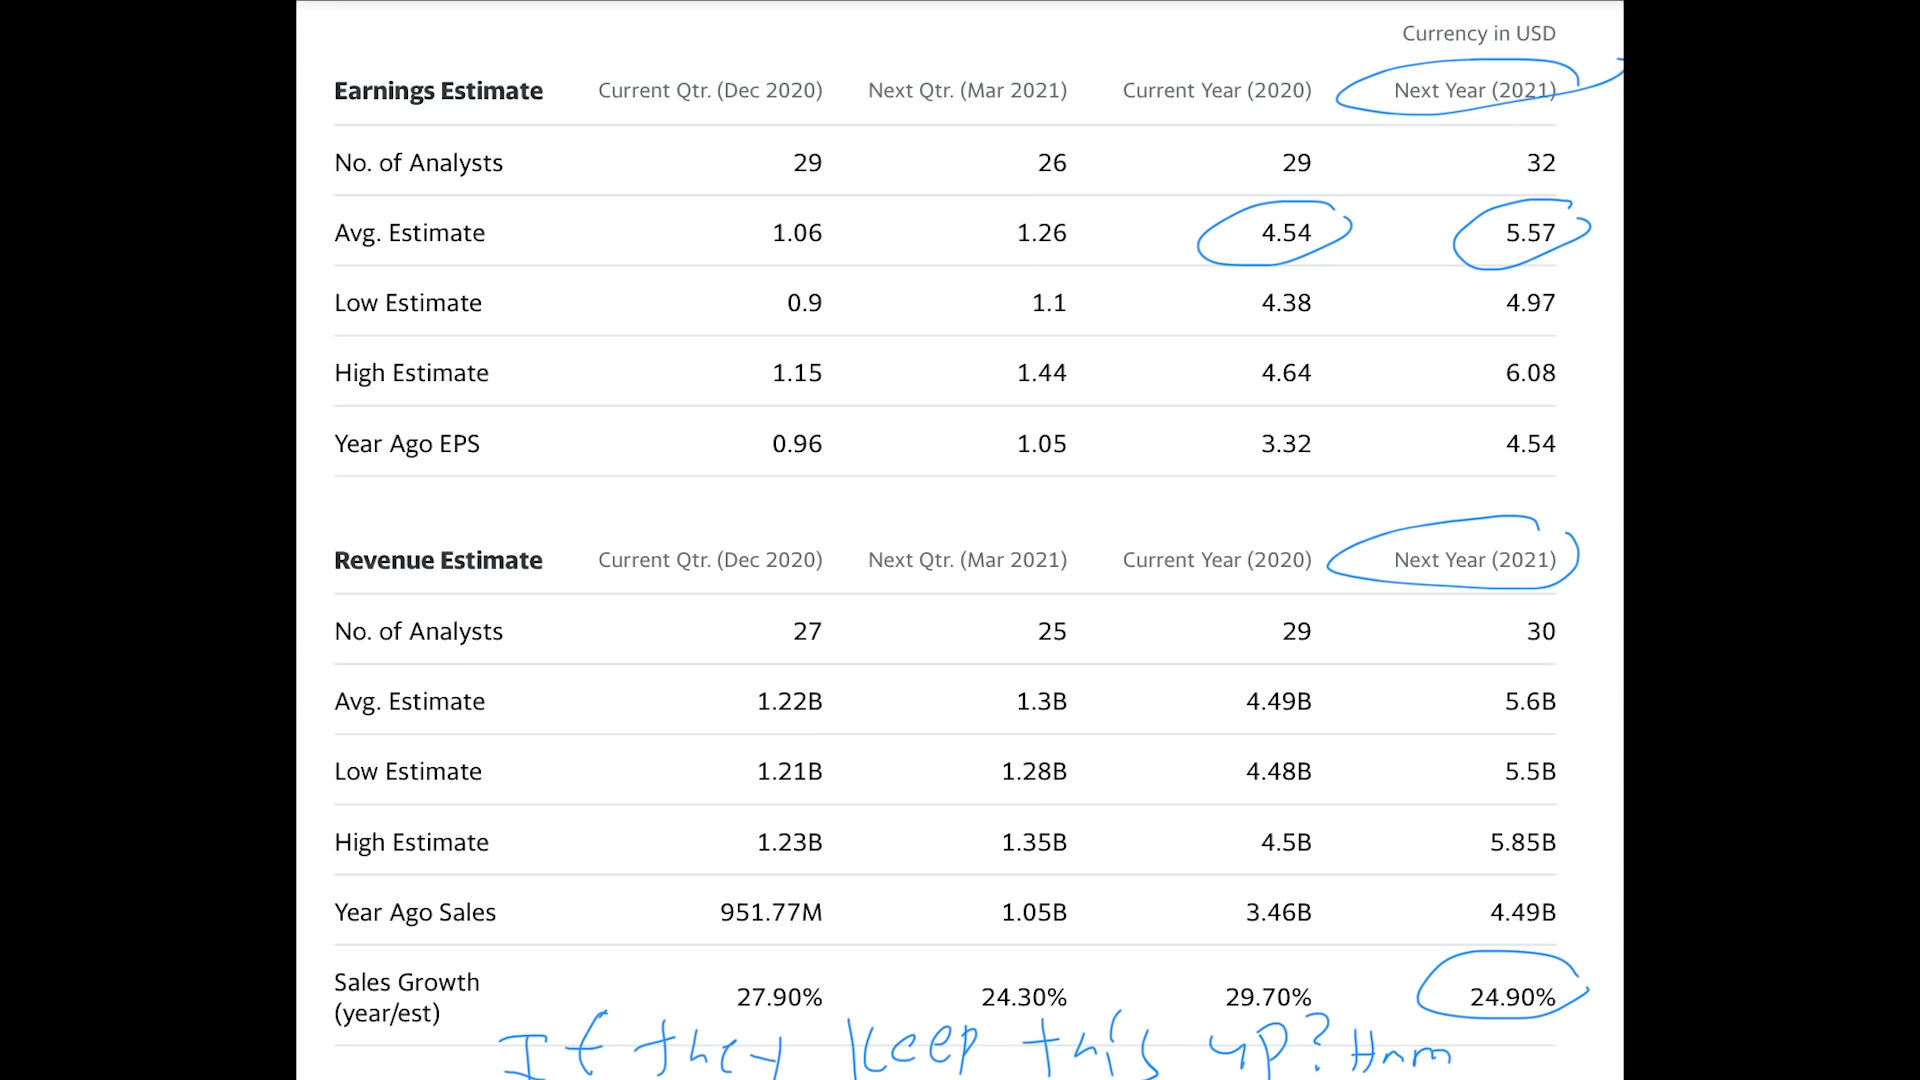 Currency in USD
Earnings Estimate Current Qtr. (Dec 2020) Next Qtr. (Mar 2021) Current Year (2020) Next Year (2021)
No. of Analysts 29 26 29 32
Avg. Estimate 1.06 1.26 4.54 5.57
Low Estimate 0.9 1.1 4.38 4.97
High Estimate 1.15 1.44 4.64 6.08
Year Ago EPS 0.96 1.05 3.32 4.54
Revenue Estimate Current Qtr. (Dec 2020) Next Qtr. (Mar 2021) Current Year (2020) Next Year (2021)
No. of Analysts 27 25 29 30
Avg. Estimate 1.22B 1.3B 4.49B 5.6B
Low Estimate 1.21B 1.28B 4.48B 5.5B
High Estimate 1.23B 1.35B 4.5B 5.85B
Year Ago Sales 951.77M 1.05B 3.46B 4.49B
Sales Growth
(year/est) 27.90% 24.30% 29.70% 24.90%
If they keep this up? Hmm